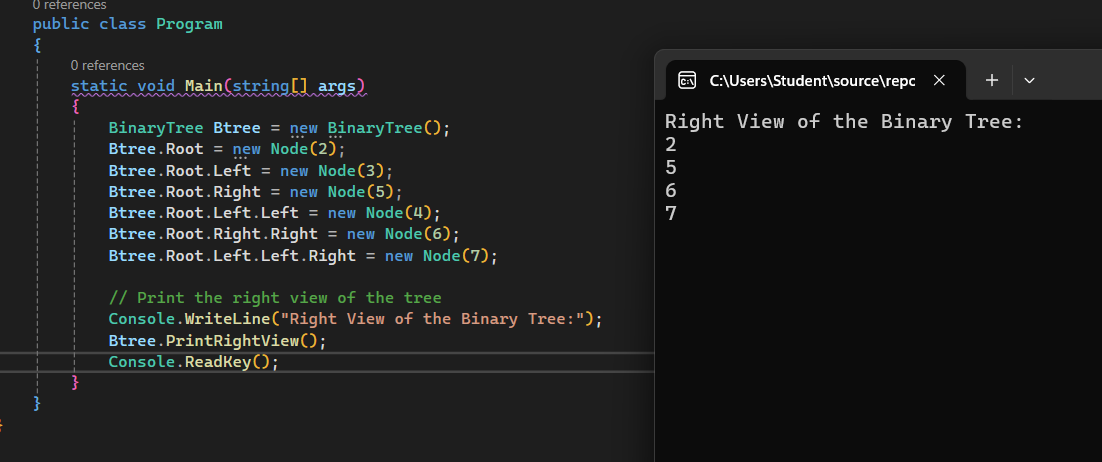 0 references
public class Program
{
0 references
static void Main(string[] args)
{
BinaryTree Btree = new BinaryTree();
Btree.Root = new Node(2);
Btree.Root.Left = new Node(3);
Btree.Root.Right = new Node(5);
Btree.Root.Left.Left = new Node(4);
Btree.Root.Right.Right = new Node(6);
Btree.Root.Left.Left.Right = new Node(7);
// Print the right view of the tree
Console.WriteLine("Right View of the Binary Tree:");
Btree.PrintRightView();
Console.ReadKey();
}
}
C:\Users\Student\source\repc
Right View of the Binary Tree:
2
5
6
7